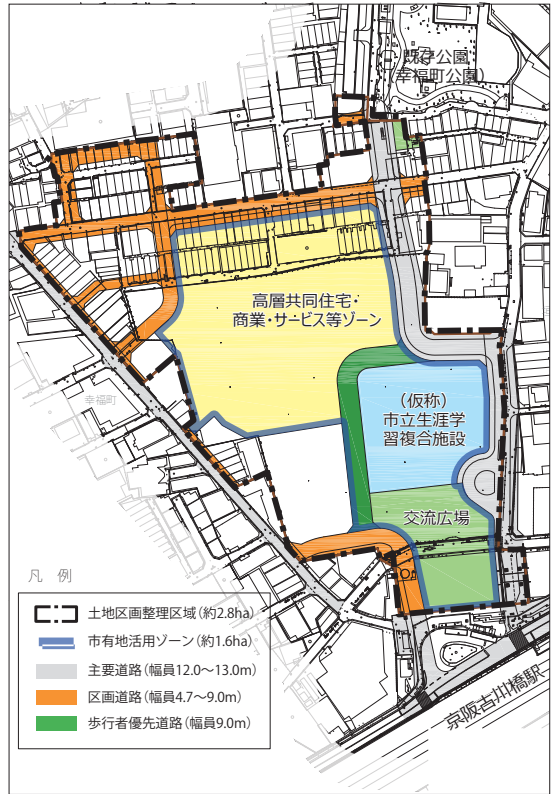 既存公園
(幸福町公園)
高層共同住宅・
商業・サービス等ゾーン
(仮称)
市立生涯学
習複合施設
幸福町
交流広場
凡 例
土地区画整理区域(約2.8ha)
市有地活用ゾーン(約1.6ha)
主要道路(幅員12.0~13.0m)
区画道路(幅員4.7~9.0m)
歩行者優先道路(幅員9.0m)
京阪古川橋駅